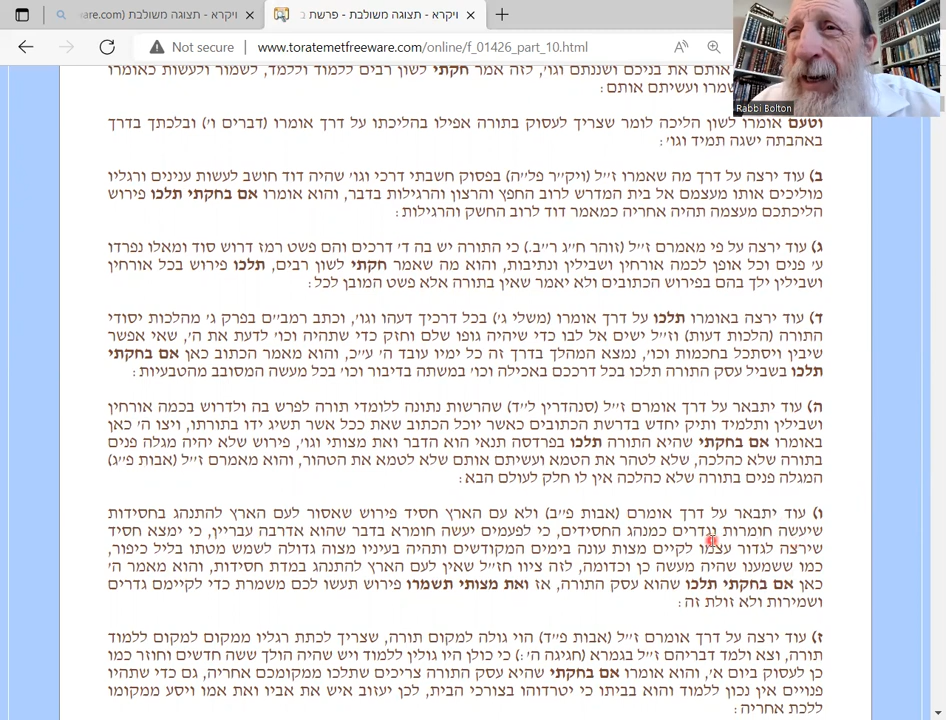 ויקרא - תצוגה משולבת (ware.com
ויקרא - תצוגה משולבת - פרשת ב
Not secure
www.toratemetfreeware.com/online/f_01426_part_10.html
Rabbi Bolton
אותם את בניכם ושננתם וגו', לזה אמר חקתי לשון רבים ללמוד וללמד, לשמור ולעשות כאומרו
שמרו ועשיתם אותם:
וטעם אומרו לשון הליכה לומר שצריך לעסוק בתורה אפילו בהליכתו על דרך אומרו (דברים ו') ובלכתך בדרך
באהבתה ישגה תמיד וגו':
ב) עוד ירצה על דרך מה שאמרו ז״ל (ויק״ר פל״ה) בפסוק חשבתי דרכי וגו' שהיה דוד חושב לעשות ענינים ורגליו
מוליכים אותו מעצמם אל בית המדרש לרוב החפץ והרצון והרגילות בדבר, והוא אומרו אם בחקתי תלכו פירוש
הליכתכם מעצמה תהיה אחריה כמאמר דוד לרוב החשק והרגילות:
ג) עוד ירצה על פי מאמרם ז״ל (זוהר ח״ג ר״ב.) כי התורה יש בה ד' דרכים והם פשט רמז דרוש סוד ומאלו נפרדו
ע' פנים וכל אופן לכמה אורחין ושבילין ונתיבות, והוא מה שאמר חקתי לשון רבים, תלכו פירוש בכל אורחין
ושבילין ילך בהם בפירוש הכתובים ולא יאמר שאין בתורה אלא פשט המובן לכל:
ד) עוד ירצה באומרו תלכו על דרך אומרו (משלי ג') בכל דרכיך דעהו וגו', וכתב רמב״ם בפרק ג' מהלכות יסודי
התורה (הלכות דעות) וז״ל ישים אל לבו כדי שיהיה גופו שלם וחזק כדי שתהיה וכו' לדעת את ה', שאי אפשר
שיבין ויסתכל בחכמות וכו', נמצא המהלך בדרך זה כל ימיו עובד ה' ע״כ, והוא מאמר הכתוב כאן אם בחקתי
תלכו בשביל עסק התורה תלכו בכל דרככם באכילה וכו' במשתה בדיבור וכו' בכל מעשה המסובב מהטבעיות:
ה) עוד יתבאר על דרך אומרם ז״ל (סנהדרין ל״ד) שהרשות נתונה ללומדי תורה לפרש בה ולדרוש בכמה אורחין
ושבילין ותלמיד ותיק יחדש בדרשת הכתובים כאשר יוכל הכתוב שאת ככל אשר תשיג ידו בתורתו, ויצו ה' כאן
באומרו אם בחקתי שהיא התורה תלכו בפרדסה תנאי הוא הדבר ואת מצותי וגו', פירוש שלא יהיה מגלה פנים
בתורה שלא כהלכה, שלא לטהר את הטמא ועשיתם אותם שלא לטמא את הטהור, והוא מאמרם ז״ל (אבות פ״ג)
המגלה פנים בתורה שלא כהלכה אין לו חלק לעולם הבא:
ו) עוד יתבאר על דרך אומרם (אבות פ״ב) ולא עם הארץ חסיד פירוש שאסור לעם הארץ להתנהג בחסידות
שיעשה חומרות וגדרים כמנהג החסידים, כי לפעמים יעשה חומרא בדבר שהוא אדרבה עבריין, כי ימצא חסיד
שירצה לגדור עצמו לקיים מצות עונה בימים המקודשים ותהיה בעיניו מצוה גדולה לשמש מטתו בליל כיפור,
כמו ששמענו שהיה מעשה כן וכדומה, לזה ציוו חז״ל שאין לעם הארץ להתנהג במדת חסידות, והוא מאמר ה'
כאן אם בחקתי תלכו שהוא עסק התורה, אז ואת מצותי תשמרו פירוש תעשו לכם משמרת כדי לקיימם גדרים
ושמירות ולא זולת זה:
ז) עוד ירצה על דרך אומרם ז״ל (אבות פ״ד) הוי גולה למקום תורה, שצריך לכתת רגליו ממקום למקום ללמוד
תורה, וצא ולמד דבריהם ז״ל בגמרא (חגיגה ה':) כי כולן היו גולין ללמוד ויש שהיה הולך ששה חדשים וחוזר כמו
כן לעסוק ביום א', והוא אומרו אם בחקתי שהיא עסק התורה צריכים שתלכו ממקומכם אחריה, גם כדי שתהיו
פנויים אין נכון ללמוד והוא בביתו כי יטרדוהו בצורכי הבית, לכן יעזוב איש את אביו ואת אמו ויסע ממקומו
ללכת אחריה: